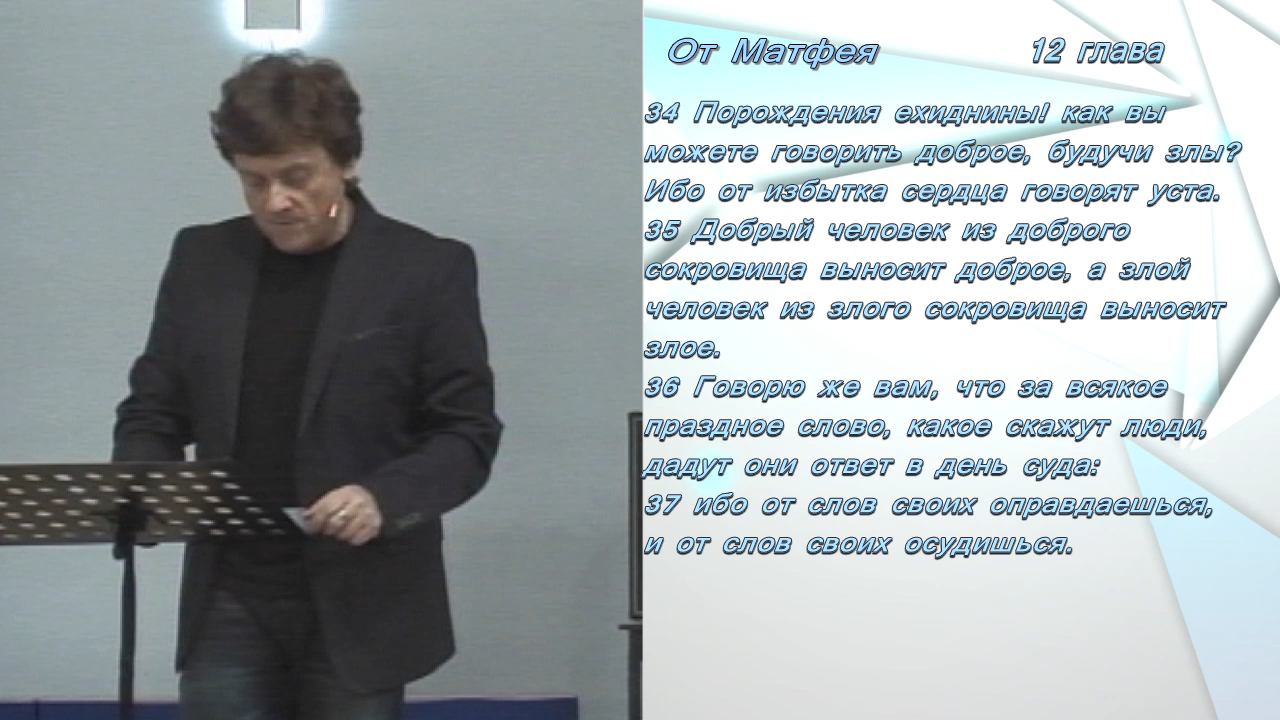 От Матфея 12 глава
34 Порождения ехиднины! как вы
можете говорить доброе, будучи злы?
Ибо от избытка сердца говорят уста.
35 Добрый человек из доброго
сокровища выносит доброе, а злой
человек из злого сокровища выносит
злое.
36 Говорю же вам, что за всякое
праздное слово, какое скажут люди,
дадут они ответ в день суда:
37 ибо от слов своих оправдаешься,
и от слов своих осудишься.